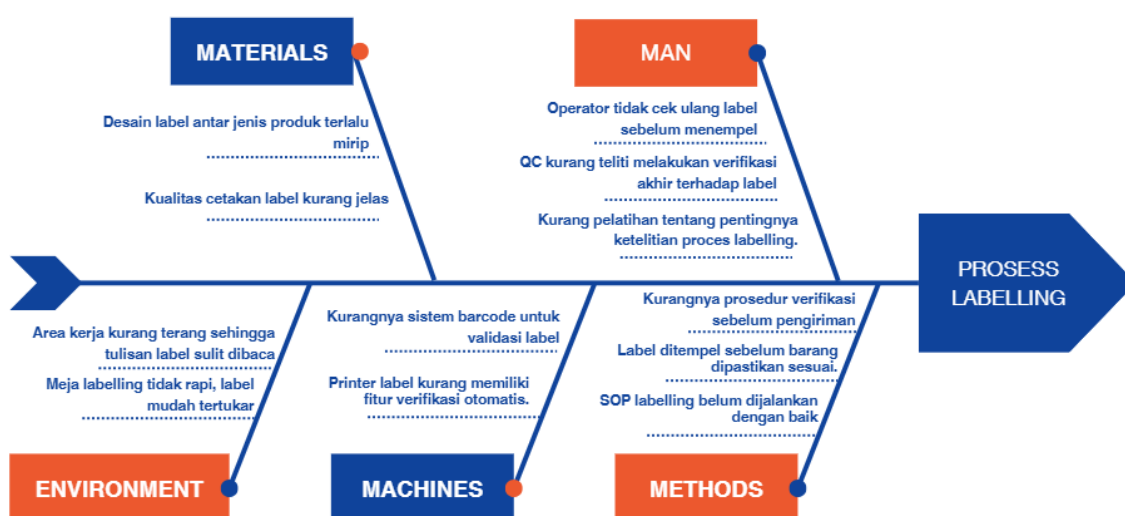 MATERIALS
Desain label antar jenis produk terlalu
mirip
Kualitas cetakan label kurang jelas
MAN
Operator tidak cek ulang label
sebelum menempel
QC kurang teliti melakukan verifikasi
akhir terhadap label
Kurang pelatihan tentang pentingnya
ketelitian proces labelling.
PROSESS
LABELLING
Area kerja kurang terang sehingga
tulisan label sulit dibaca
Meja labelling tidak rapi, label
mudah tertukar
ENVIRONMENT
Kurangnya sistem barcode untuk
validasi label
Printer label kurang memiliki
fitur verifikasi otomatis.
MACHINES
Kurangnya prosedur verifikasi
sebelum pengiriman
Label ditempel sebelum barang
dipastikan sesuai.
SOP labelling belum dijalankan
dengan baik
METHODS